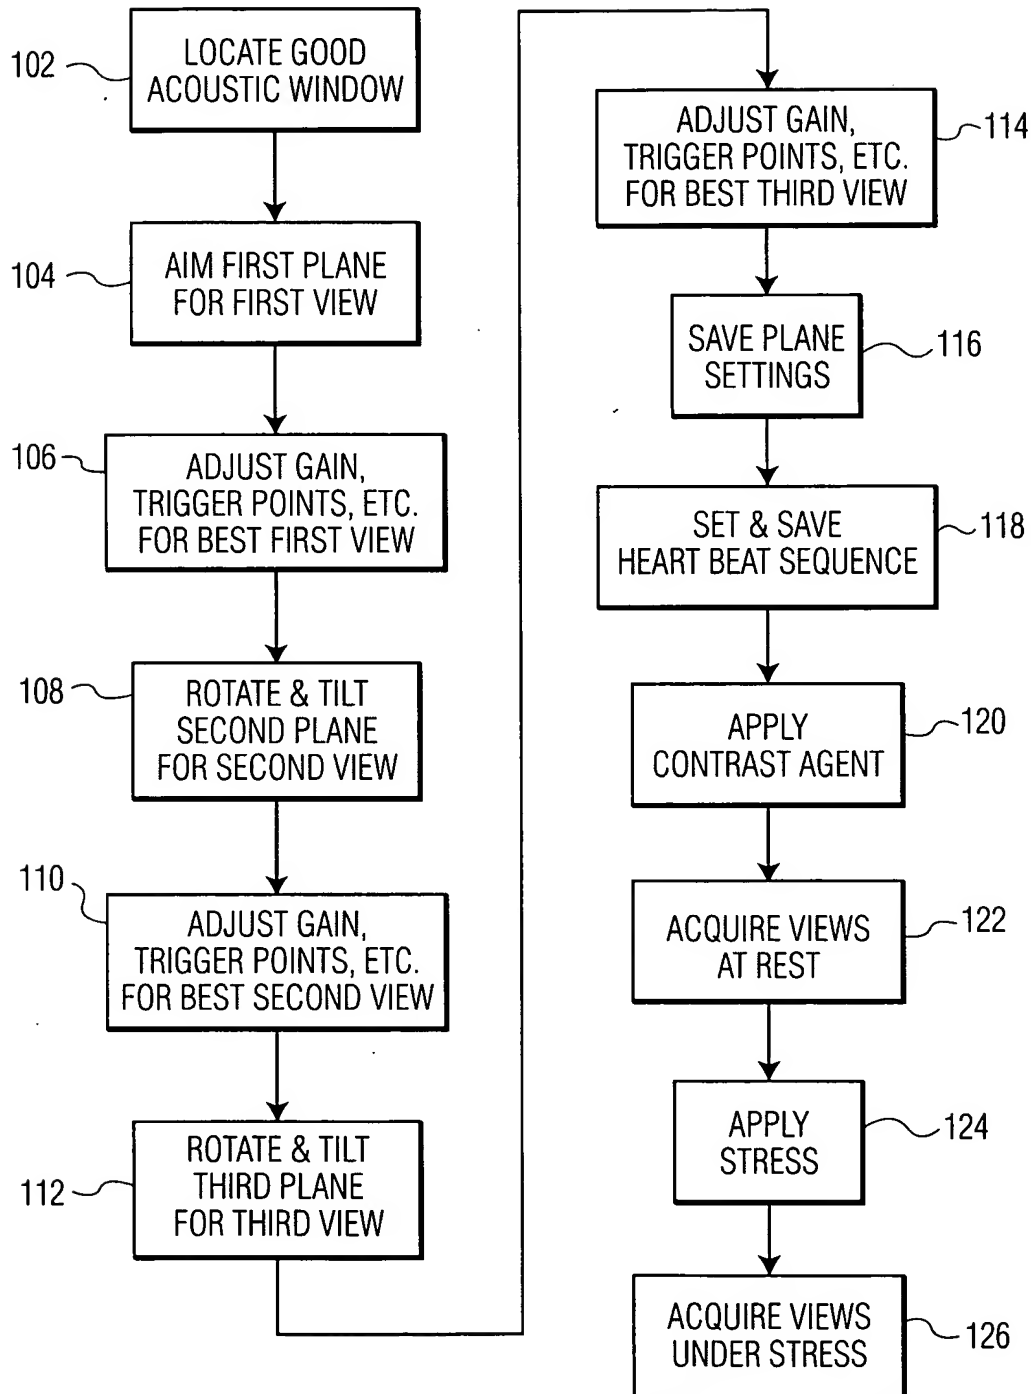 102
LOCATE GOOD
ACOUSTIC WINDOW
104
AIM FIRST PLANE
FOR FIRST VIEW
106
ADJUST GAIN,
TRIGGER POINTS, ETC.
FOR BEST FIRST VIEW
108
ROTATE & TILT
SECOND PLANE
FOR SECOND VIEW
110
ADJUST GAIN,
TRIGGER POINTS, ETC.
FOR BEST SECOND VIEW
112
ROTATE & TILT
THIRD PLANE
FOR THIRD VIEW
ADJUST GAIN,
TRIGGER POINTS, ETC.
FOR BEST THIRD VIEW
114
SAVE PLANE
SETTINGS
116
SET & SAVE
HEART BEAT SEQUENCE
118
APPLY
CONTRAST AGENT
120
ACQUIRE VIEWS
AT REST
122
APPLY
STRESS
124
ACQUIRE VIEWS
UNDER STRESS
126